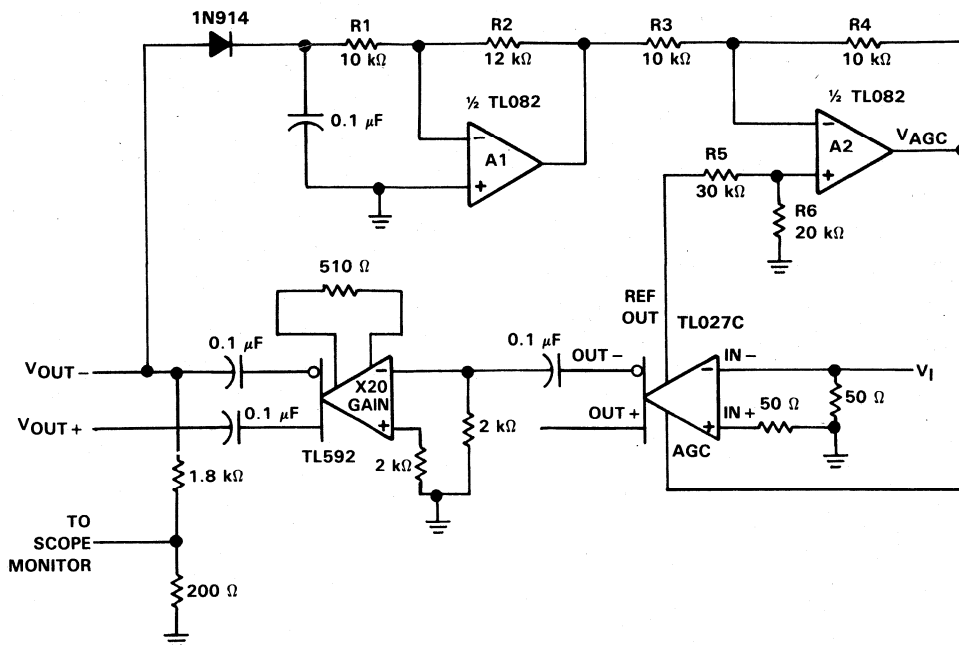 1N914
R1
10 kΩ
R2
12 kΩ
R3
10 kΩ
R4
10 kΩ
0.1 μF
½ TL082
−
A1
+
½ TL082
−
A2
+
VAGC
R5
30 kΩ
R6
20 kΩ
510 Ω
REF
OUT
TL027C
VOUT−
0.1 μF
−
X20
GAIN
+
0.1 μF
OUT−
−
IN−
VI
50 Ω
VOUT+
0.1 μF
TL592
2 kΩ
2 kΩ
OUT+
+
IN+
50 Ω
AGC
1.8 kΩ
TO
SCOPE
MONITOR
200 Ω